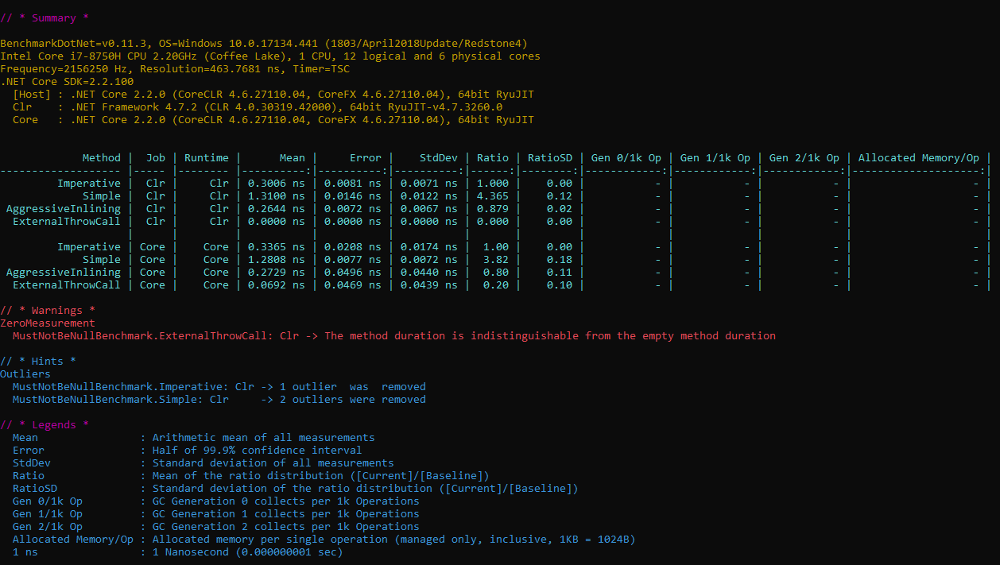 // * Summary *
BenchmarkDotNet=v0.11.3, OS=Windows 10.0.17134.441 (1803/April2018Update/Redstone4)
Intel Core i7-8750H CPU 2.20GHz (Coffee Lake), 1 CPU, 12 logical and 6 physical cores
Frequency=2156250 Hz, Resolution=463.7681 ns, Timer=TSC
.NET Core SDK=2.2.100
  [Host] : .NET Core 2.2.0 (CoreCLR 4.6.27110.04, CoreFX 4.6.27110.04), 64bit RyuJIT
  Clr    : .NET Framework 4.7.2 (CLR 4.0.30319.42000), 64bit RyuJIT-v4.7.3260.0
  Core   : .NET Core 2.2.0 (CoreCLR 4.6.27110.04, CoreFX 4.6.27110.04), 64bit RyuJIT
             Method |  Job | Runtime |      Mean |     Error |    StdDev | Ratio | RatioSD | Gen 0/1k Op | Gen 1/1k Op | Gen 2/1k Op | Allocated Memory/Op |
------------------- |----- |-------- |----------:|----------:|----------:|------:|--------:|------------:|------------:|------------:|--------------------:|
         Imperative |  Clr |     Clr | 0.3006 ns | 0.0081 ns | 0.0071 ns | 1.000 |    0.00 |           - |           - |           - |                   - |
             Simple |  Clr |     Clr | 1.3100 ns | 0.0146 ns | 0.0122 ns | 4.365 |    0.12 |           - |           - |           - |                   - |
 AggressiveInlining |  Clr |     Clr | 0.2644 ns | 0.0072 ns | 0.0067 ns | 0.879 |    0.02 |           - |           - |           - |                   - |
  ExternalThrowCall |  Clr |     Clr | 0.0000 ns | 0.0000 ns | 0.0000 ns | 0.000 |    0.00 |           - |           - |           - |                   - |
                    |      |         |           |           |           |       |         |             |             |             |                     |
         Imperative | Core |    Core | 0.3365 ns | 0.0208 ns | 0.0174 ns |  1.00 |    0.00 |           - |           - |           - |                   - |
             Simple | Core |    Core | 1.2808 ns | 0.0077 ns | 0.0072 ns |  3.82 |    0.18 |           - |           - |           - |                   - |
 AggressiveInlining | Core |    Core | 0.2729 ns | 0.0496 ns | 0.0440 ns |  0.80 |    0.11 |           - |           - |           - |                   - |
  ExternalThrowCall | Core |    Core | 0.0692 ns | 0.0469 ns | 0.0439 ns |  0.20 |    0.10 |           - |           - |           - |                   - |
// * Warnings *
ZeroMeasurement
  MustNotBeNullBenchmark.ExternalThrowCall: Clr -> The method duration is indistinguishable from the empty method duration
// * Hints *
Outliers
  MustNotBeNullBenchmark.Imperative: Clr -> 1 outlier  was  removed
  MustNotBeNullBenchmark.Simple: Clr     -> 2 outliers were removed
// * Legends *
  Mean                : Arithmetic mean of all measurements
  Error               : Half of 99.9% confidence interval
  StdDev              : Standard deviation of all measurements
  Ratio               : Mean of the ratio distribution ([Current]/[Baseline])
  RatioSD             : Standard deviation of the ratio distribution ([Current]/[Baseline])
  Gen 0/1k Op         : GC Generation 0 collects per 1k Operations
  Gen 1/1k Op         : GC Generation 1 collects per 1k Operations
  Gen 2/1k Op         : GC Generation 2 collects per 1k Operations
  Allocated Memory/Op : Allocated memory per single operation (managed only, inclusive, 1KB = 1024B)
  1 ns                : 1 Nanosecond (0.000000001 sec)